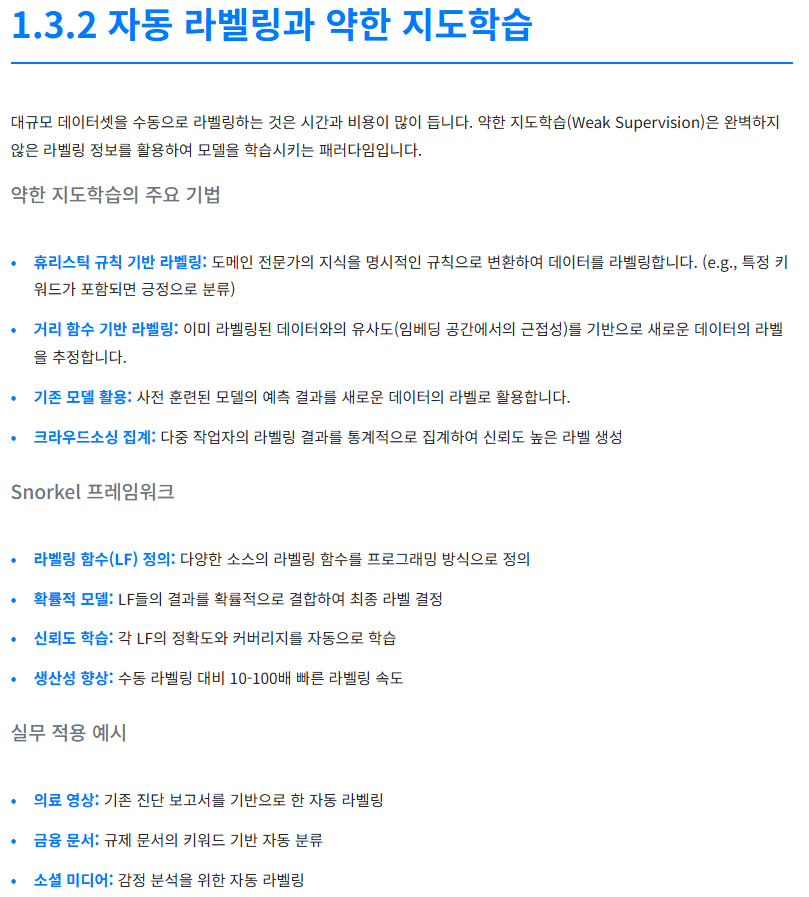 1.3.2 자동 라벨링과 약한 지도학습
대규모 데이터셋을 수동으로 라벨링하는 것은 시간과 비용이 많이 듭니다. 약한 지도학습(Weak Supervision)은 완벽하지
않은 라벨링 정보를 활용하여 모델을 학습시키는 패러다임입니다.
약한 지도학습의 주요 기법
• 휴리스틱 규칙 기반 라벨링: 도메인 전문가의 지식을 명시적인 규칙으로 변환하여 데이터를 라벨링합니다. (e.g., 특정 키
워드가 포함되면 긍정으로 분류)
• 거리 함수 기반 라벨링: 이미 라벨링된 데이터와의 유사도(임베딩 공간에서의 근접성)를 기반으로 새로운 데이터의 라벨
을 추정합니다.
• 기존 모델 활용: 사전 훈련된 모델의 예측 결과를 새로운 데이터의 라벨로 활용합니다.
• 크라우드소싱 집계: 다중 작업자의 라벨링 결과를 통계적으로 집계하여 신뢰도 높은 라벨 생성
Snorkel 프레임워크
• 라벨링 함수(LF) 정의: 다양한 소스의 라벨링 함수를 프로그래밍 방식으로 정의
• 확률적 모델: LF들의 결과를 확률적으로 결합하여 최종 라벨 결정
• 신뢰도 학습: 각 LF의 정확도와 커버리지를 자동으로 학습
• 생산성 향상: 수동 라벨링 대비 10-100배 빠른 라벨링 속도
실무 적용 예시
• 의료 영상: 기존 진단 보고서를 기반으로 한 자동 라벨링
• 금융 문서: 규제 문서의 키워드 기반 자동 분류
• 소셜 미디어: 감정 분석을 위한 자동 라벨링